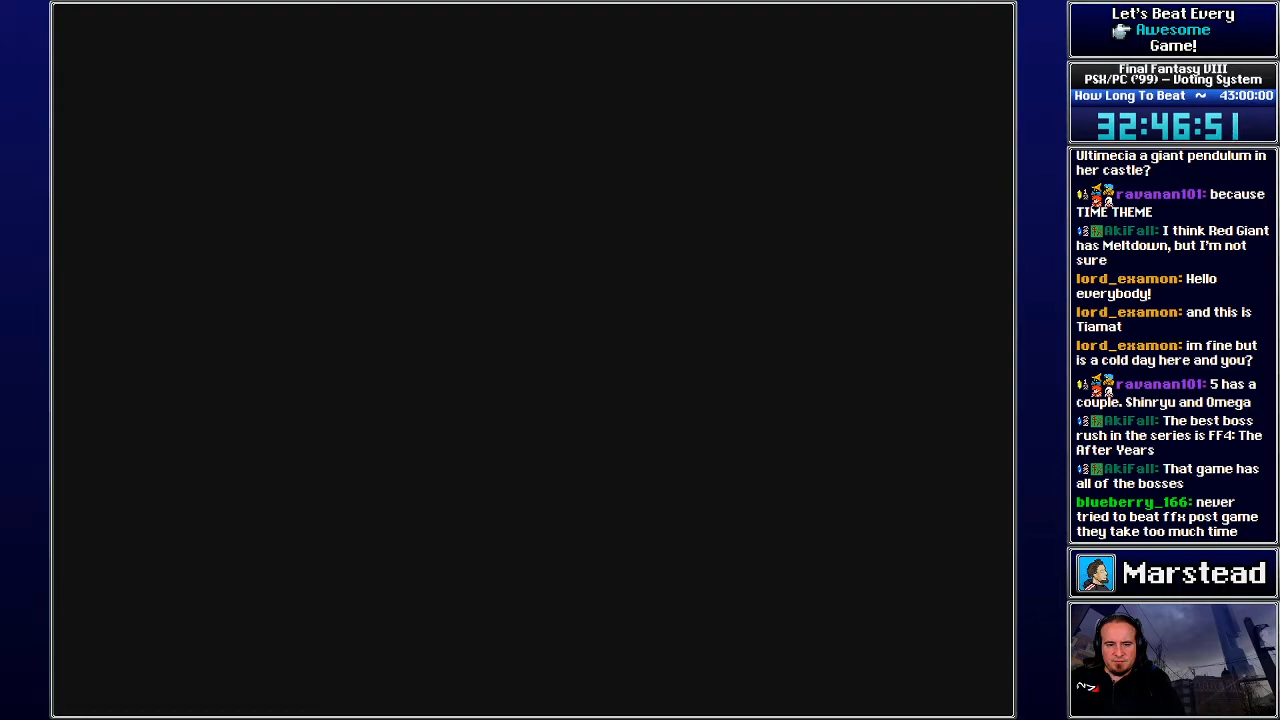 Let's Beat Every
Awesome
Game!
Final Fantasy VIII
PSX/PC ('99) – Voting System
How Long To Beat ~ 43:00:00
32:46:51
Ultimecia a giant pendulum in
her castle?
ravanan101: because
TIME THEME
AkiFall: I think Red Giant
has Meltdown, but I'm not
sure
lord_examon: Hello
everybody!
lord_examon: and this is
Tiamat
lord_examon: im fine but
is a cold day here and you?
ravanan101: 5 has a
couple. Shinryu and Omega
AkiFall: The best boss
rush in the series is FF4: The
After Years
AkiFall: That game has
all of the bosses
blueberry_166: never
tried to beat ffx post game
they take too much time
Marstead